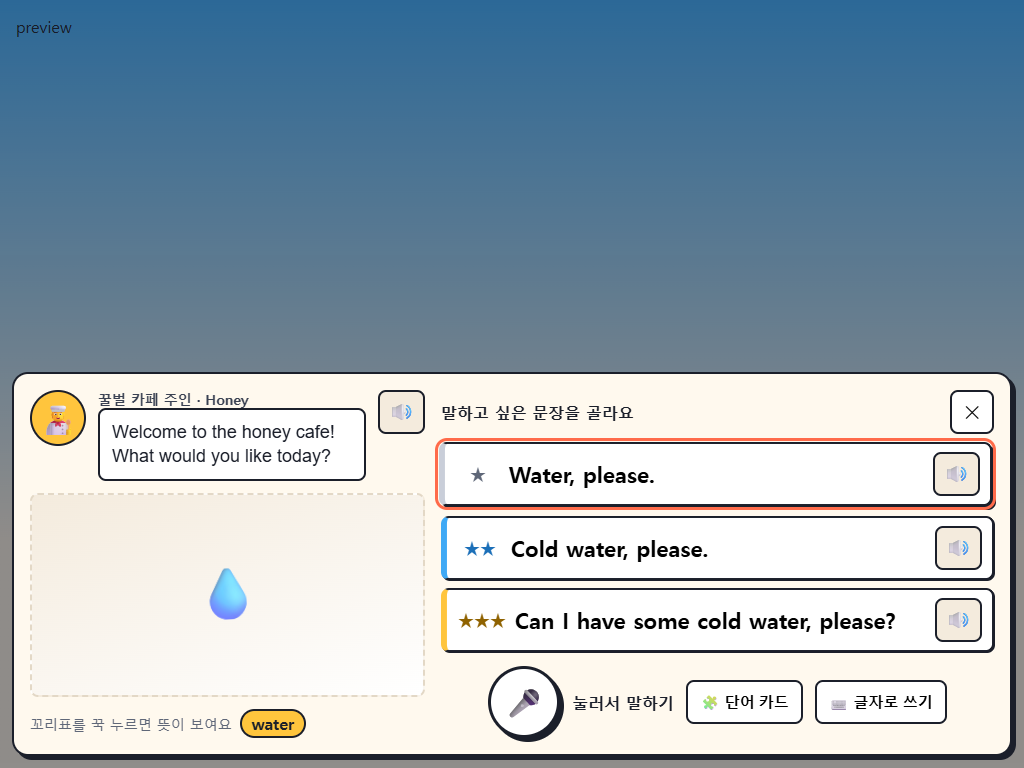 preview
꿀벌 카페 주인 · Honey
Welcome to the honey cafe!
What would you like today?
꼬리표를 꾹 누르면 뜻이 보여요
water
말하고 싶은 문장을 골라요
★ Water, please.
★★ Cold water, please.
★★★ Can I have some cold water, please?
눌러서 말하기
단어 카드
글자로 쓰기